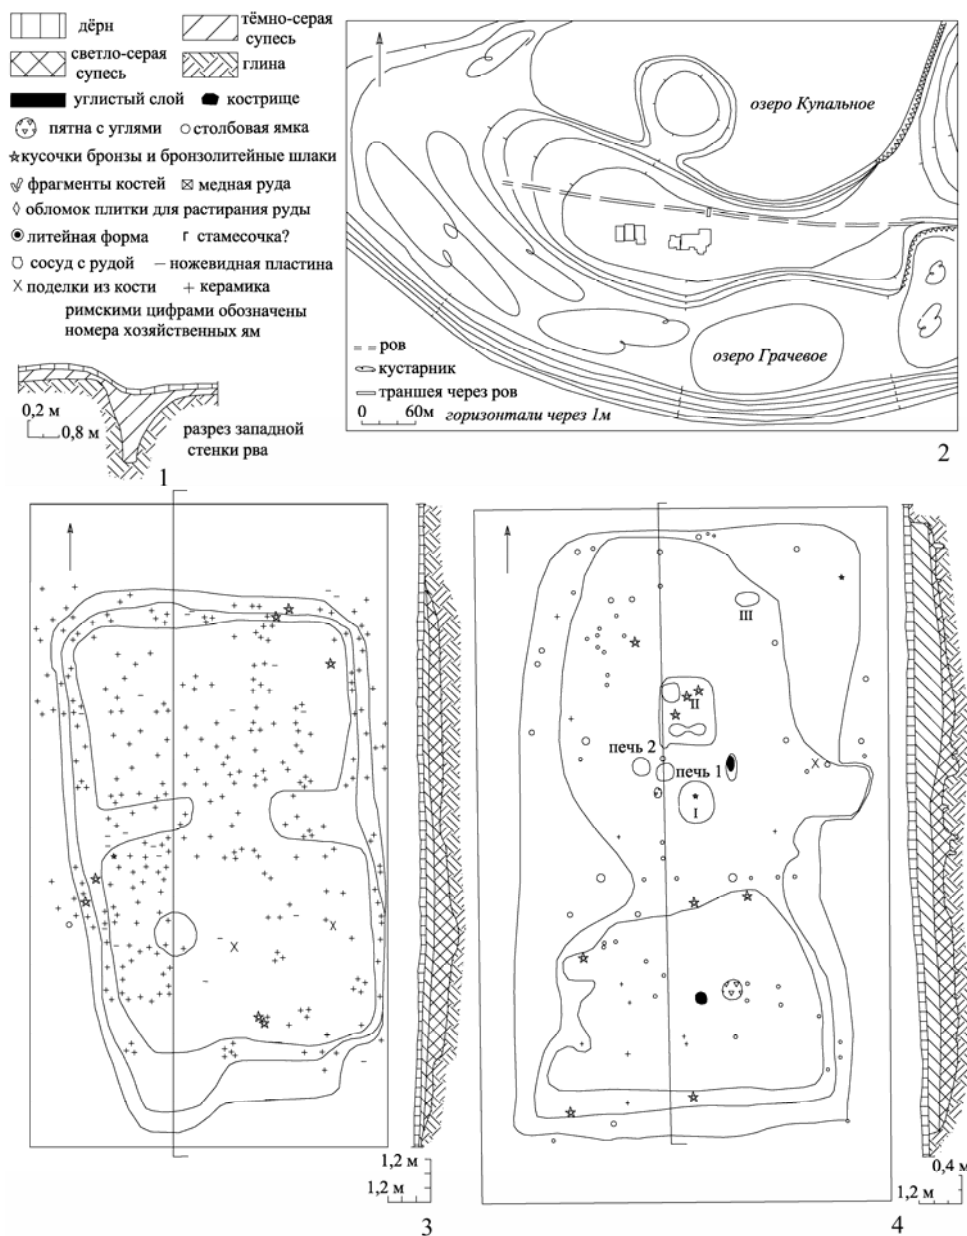 дёрн
тёмно-серая
супесь
светло-серая
супесь
глина
углистый слой
кострище
пятна с углями
столбовая ямка
кусочки бронзы и бронзолитейные шлаки
фрагменты костей
медная руда
обломок плитки для растирания руды
литейная форма
стамесочка?
сосуд с рудой
ножевидная пластина
поделки из кости
керамика
римскими цифрами обозначены
номера хозяйственных ям
0,2 м
0,8 м
разрез западной
стенки рва
1
озеро Купальное
озеро Грачевое
ров
кустарник
траншея через ров
0 60м горизонтали через 1м
2
1,2 м
1,2 м
3
III
II
печь 2
печь 1
I
0,4 м
1,2 м
4